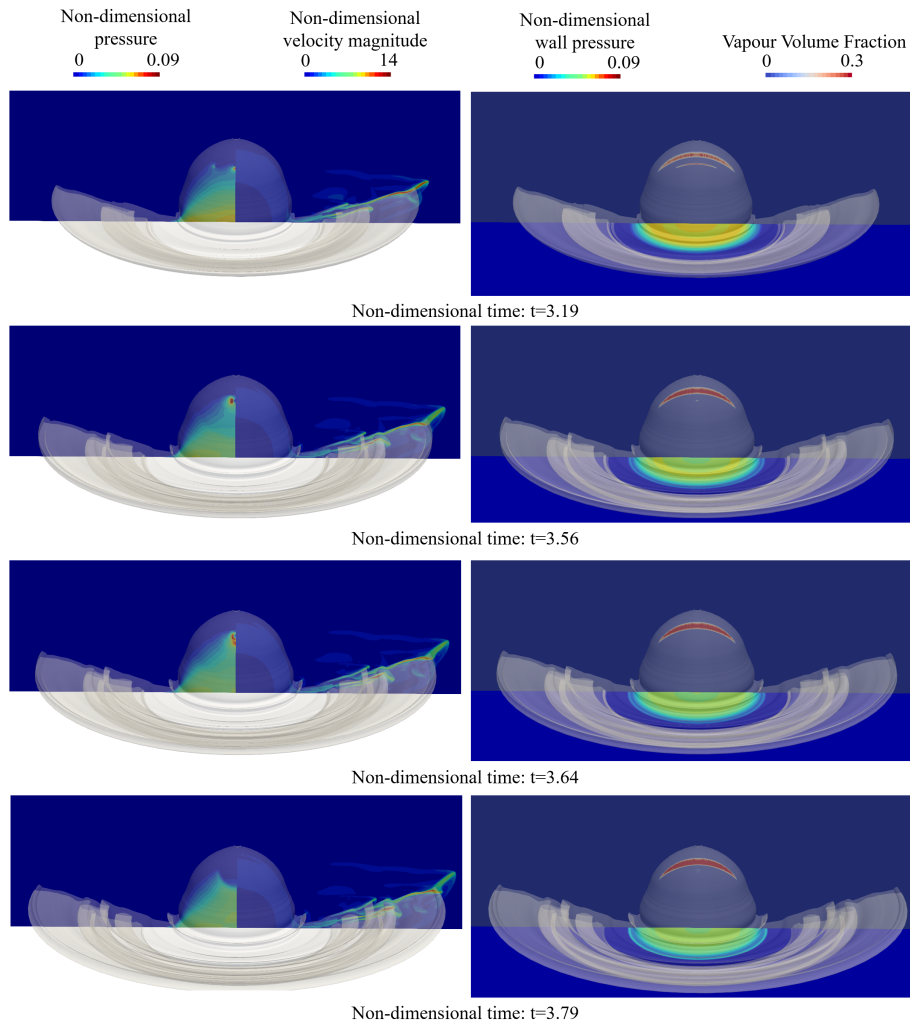 Non-dimensional
pressure
0 0.09
Non-dimensional
velocity magnitude
0 14
Non-dimensional
wall pressure
0 0.09
Vapour Volume Fraction
0 0.3
Non-dimensional time: t=3.19
Non-dimensional time: t=3.56
Non-dimensional time: t=3.64
Non-dimensional time: t=3.79